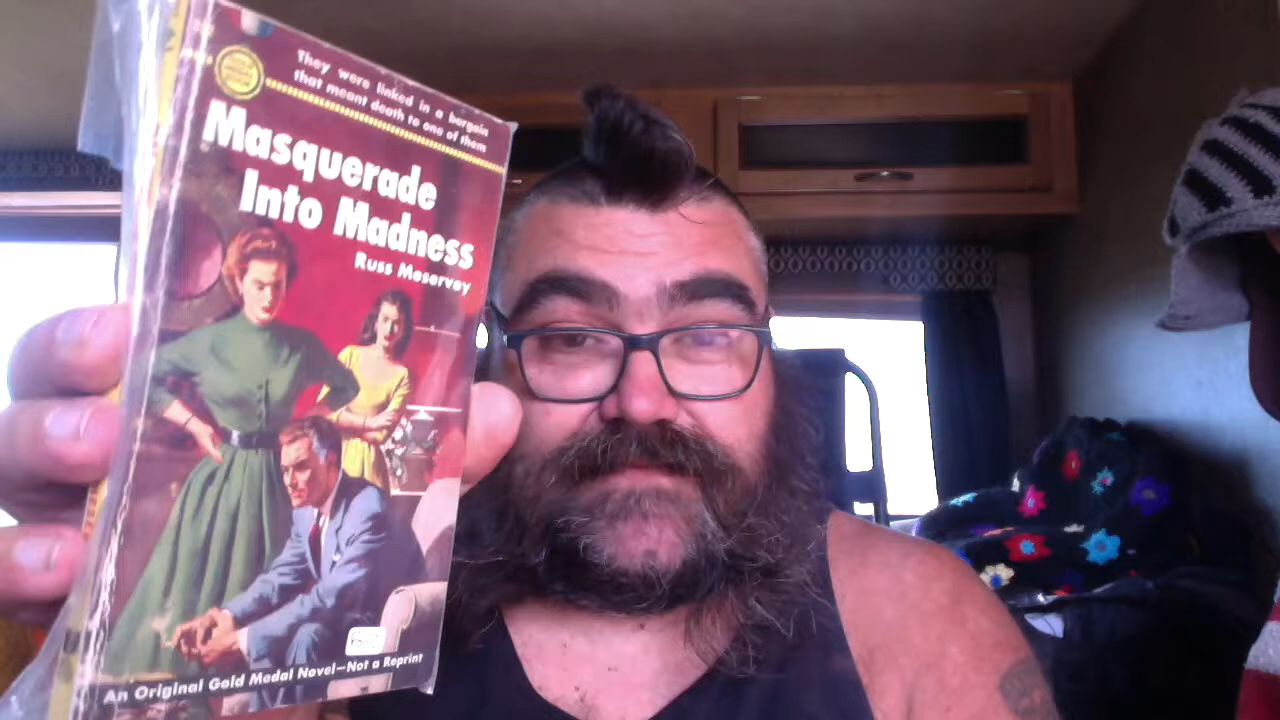 They were linked in a bargain
that meant death to one of them
Masquerade
Into Madness
Russ Meservey
An Original Gold Medal Novel—Not a Reprint